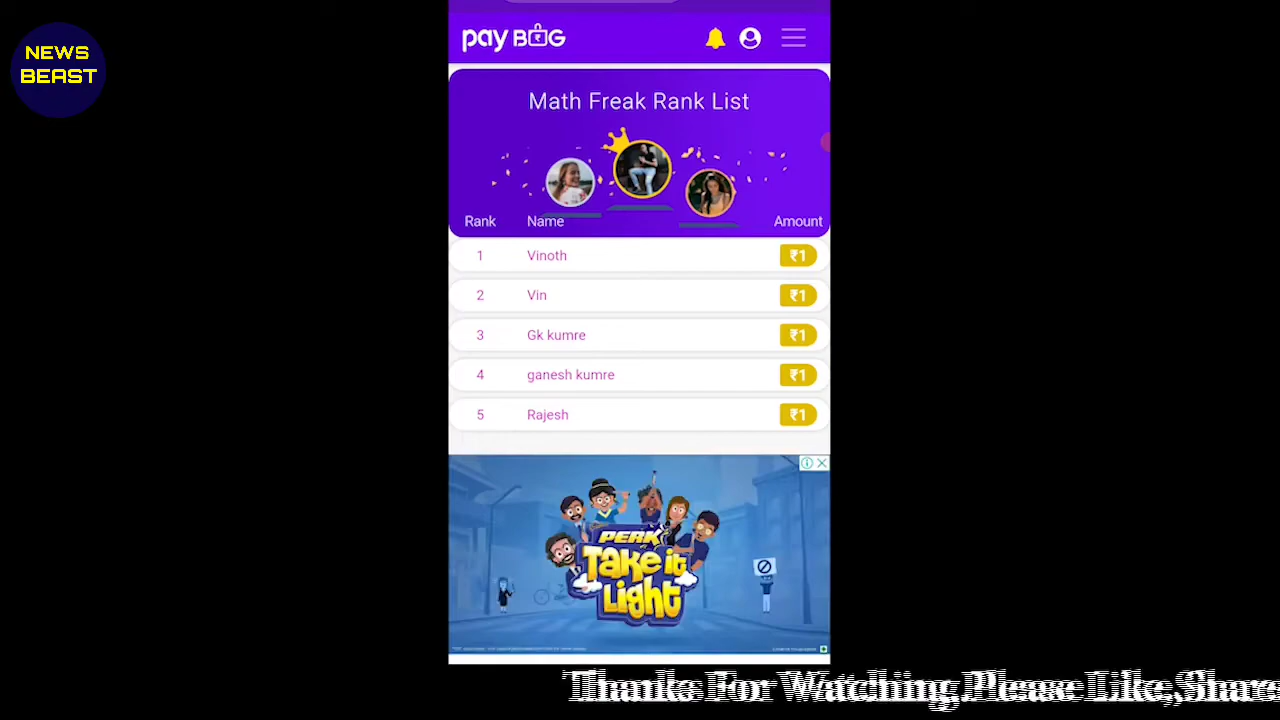 NEWS
BEAST
pay BAG
Math Freak Rank List
Rank Name Amount
1 Vinoth ₹1
2 Vin ₹1
3 Gk kumre ₹1
4 ganesh kumre ₹1
5 Rajesh ₹1
PERK
Take it
Light
Thanks For Watching,.Please Like,,Share